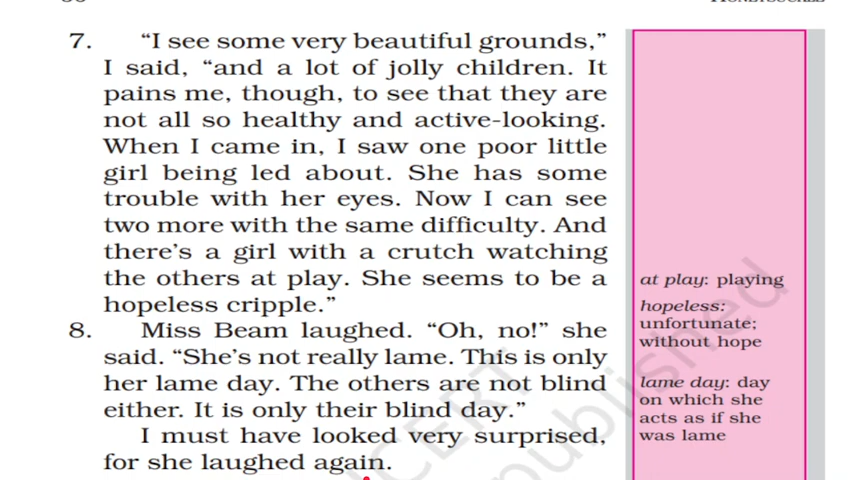 7. “I see some very beautiful grounds,”
I said, “and a lot of jolly children. It
pains me, though, to see that they are
not all so healthy and active-looking.
When I came in, I saw one poor little
girl being led about. She has some
trouble with her eyes. Now I can see
two more with the same difficulty. And
there’s a girl with a crutch watching
the others at play. She seems to be a
hopeless cripple.”
8. Miss Beam laughed. “Oh, no!” she
said. “She’s not really lame. This is only
her lame day. The others are not blind
either. It is only their blind day.”
I must have looked very surprised,
for she laughed again.
at play: playing
hopeless:
unfortunate;
without hope
lame day: day
on which she
acts as if she
was lame